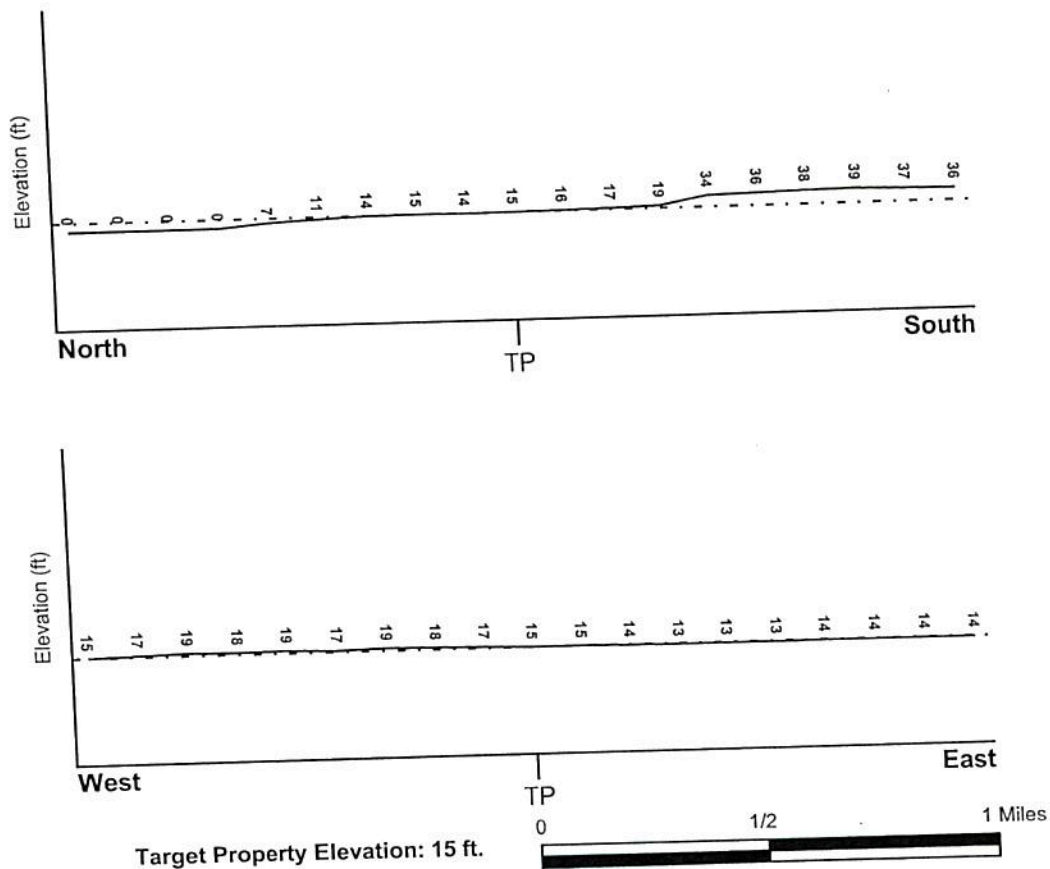 Elevation (ft)
0 0 0 0 7 11 14 15 14 15 16 17 19 34 36 38 39 37 36
North
South
TP
Elevation (ft)
15 17 19 18 19 17 19 18 17 15 15 14 13 13 13 14 14 14 14
West
East
TP
Target Property Elevation: 15 ft.
0 1/2 1 Miles